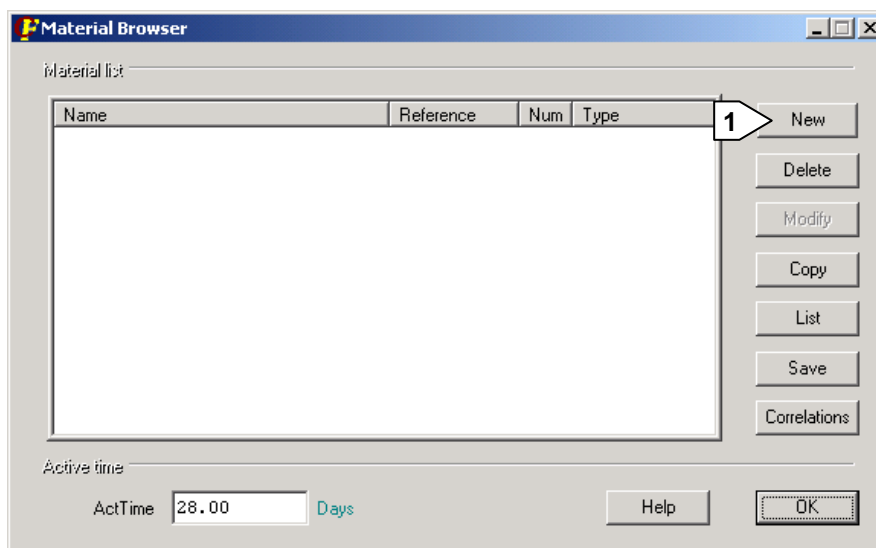 Material Browser
Material list
Name Reference Num Type
1 New
Delete
Modify
Copy
List
Save
Correlations
Active time
ActTime 28.00 Days Help OK